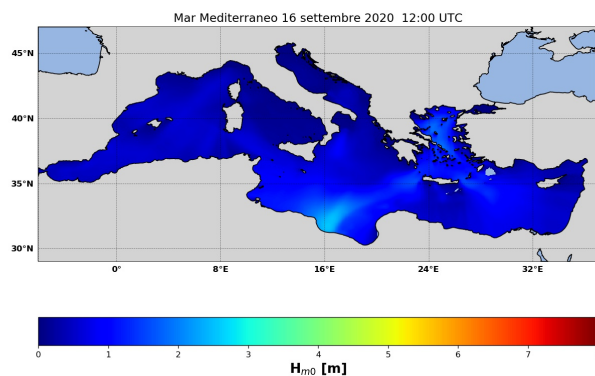 Mar Mediterraneo 16 settembre 2020  12:00 UTC
45°N
40°N
35°N
30°N
0° 8°E 16°E 24°E 32°E
0 1 2 3 4 5 6 7
Hm0 [m]